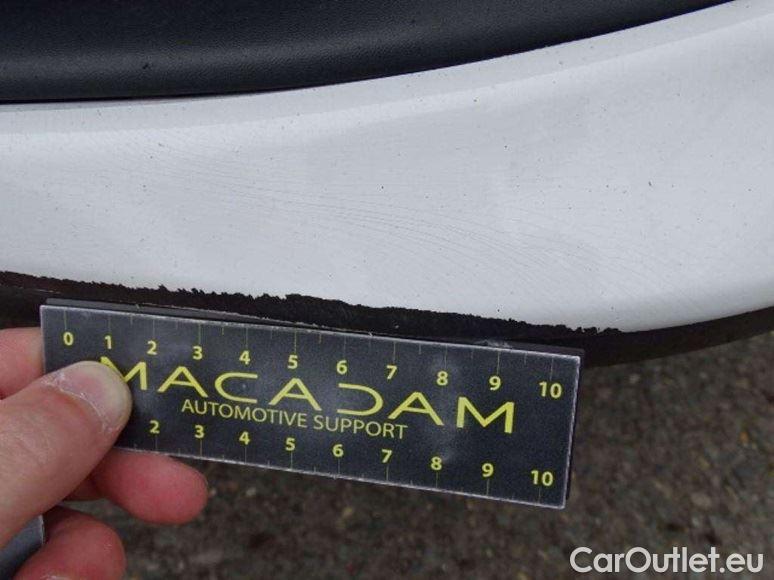 0 1 2 3 4 5 6 7 8 9 10
MACADAM
AUTOMOTIVE SUPPORT
2 3 4 5 6 7 8 9 10
CarOutlet.eu